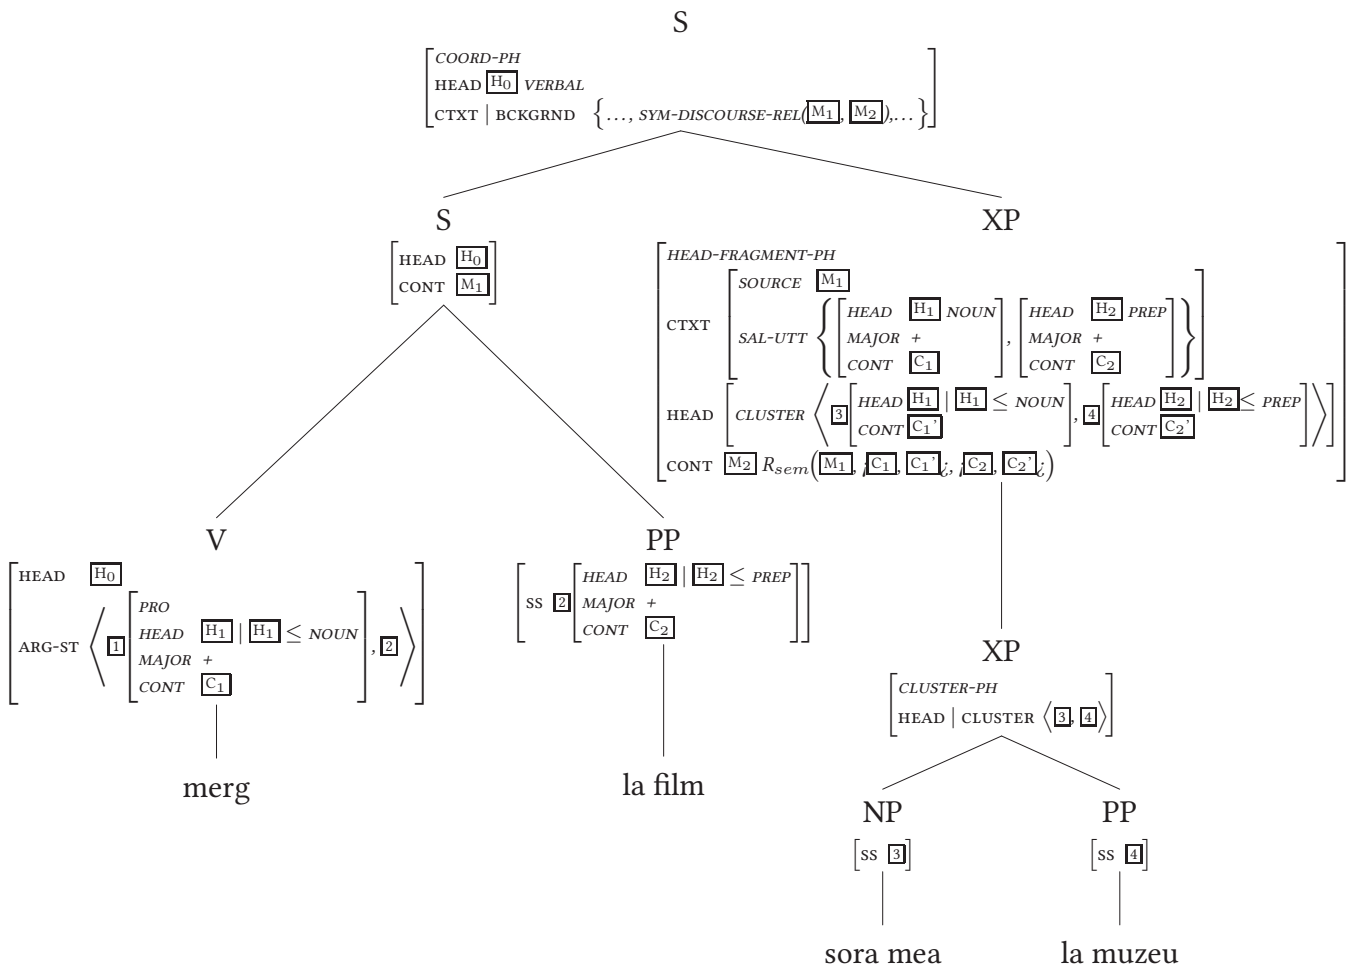 S
COORD-PH
HEAD H0 VERBAL
CTXT | BCKGRND {…, SYM-DISCOURSE-REL(M1, M2),…}
S
HEAD H0
CONT M1
XP
HEAD-FRAGMENT-PH
CTXT
SOURCE M1
SAL-UTT
HEAD H1 NOUN
MAJOR +
CONT C1
,
HEAD H2 PREP
MAJOR +
CONT C2
HEAD
CLUSTER
3
HEAD H1 | H1 ≤ NOUN
CONT C1'
, 4
HEAD H2 | H2 ≤ PREP
CONT C2'
CONT M2 Rsem(M1, ¡C1, C1'¿, ¡C2, C2'¿)
V
HEAD H0
ARG-ST
1
PRO
HEAD H1 | H1 ≤ NOUN
MAJOR +
CONT C1
, 2
merg
PP
SS 2
HEAD H2 | H2 ≤ PREP
MAJOR +
CONT C2
la film
XP
CLUSTER-PH
HEAD | CLUSTER ⟨3, 4⟩
NP
SS 3
sora mea
PP
SS 4
la muzeu